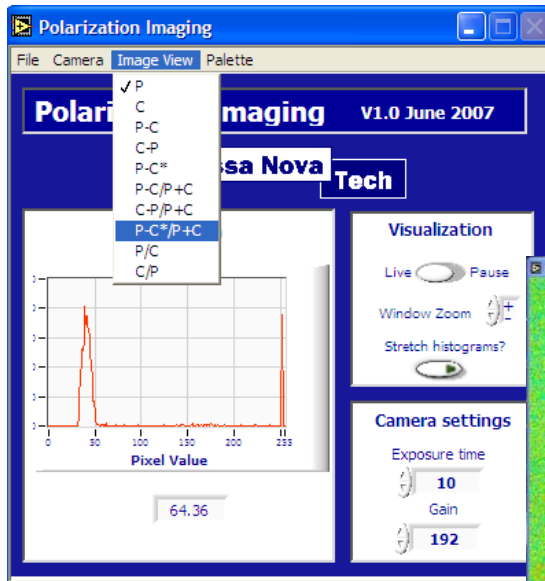 Polarization Imaging
File Camera Image View Palette
✓ P
C
P-C
C-P
P-C*
P-C/P+C
C-P/P+C
P-C*/P+C
P/C
C/P
Polari maging V1.0 June 2007
ssa Nova
Tech
Visualization
Live Pause
Window Zoom + -
Stretch histograms?
0 50 100 150 200 255
Pixel Value
64.36
Camera settings
Exposure time
10
Gain
192